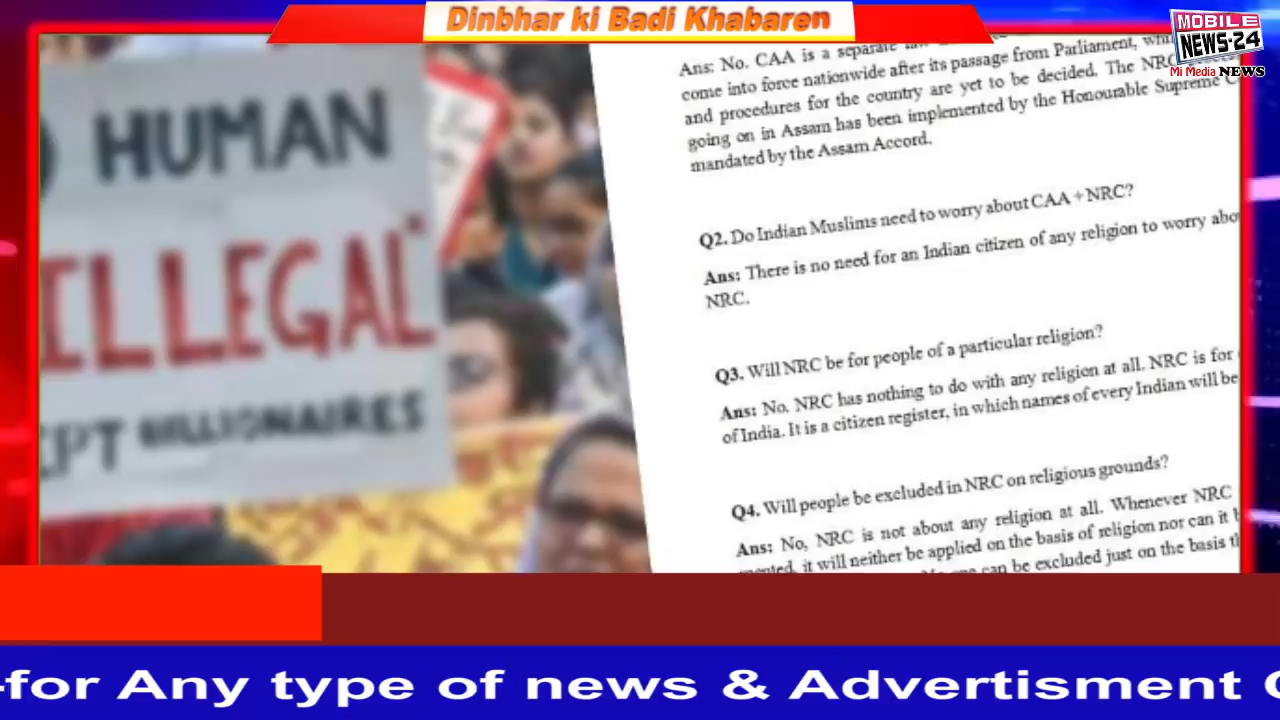 Dinbhar ki Badi Khabaren
MOBILE
NEWS-24
Mi Media NEWS
HUMAN
ILLEGAL
EPT BILLIONAIRES
Ans: No. CAA is a separate law
come into force nationwide after its passage from Parliament,
and procedures for the country are yet to be decided. The NRC
going on in Assam has been implemented by the Honourable Supreme C
mandated by the Assam Accord.
Q2. Do Indian Muslims need to worry about CAA + NRC?
Ans: There is no need for an Indian citizen of any religion to worry abo
NRC.
Q3. Will NRC be for people of a particular religion?
Ans: No. NRC has nothing to do with any religion at all. NRC is for
of India. It is a citizen register, in which names of every Indian will be
Q4. Will people be excluded in NRC on religious grounds?
Ans: No, NRC is not about any religion at all. Whenever NRC
mented, it will neither be applied on the basis of religion nor can it b
can be excluded just on the basis th
-for Any type of news & Advertisment